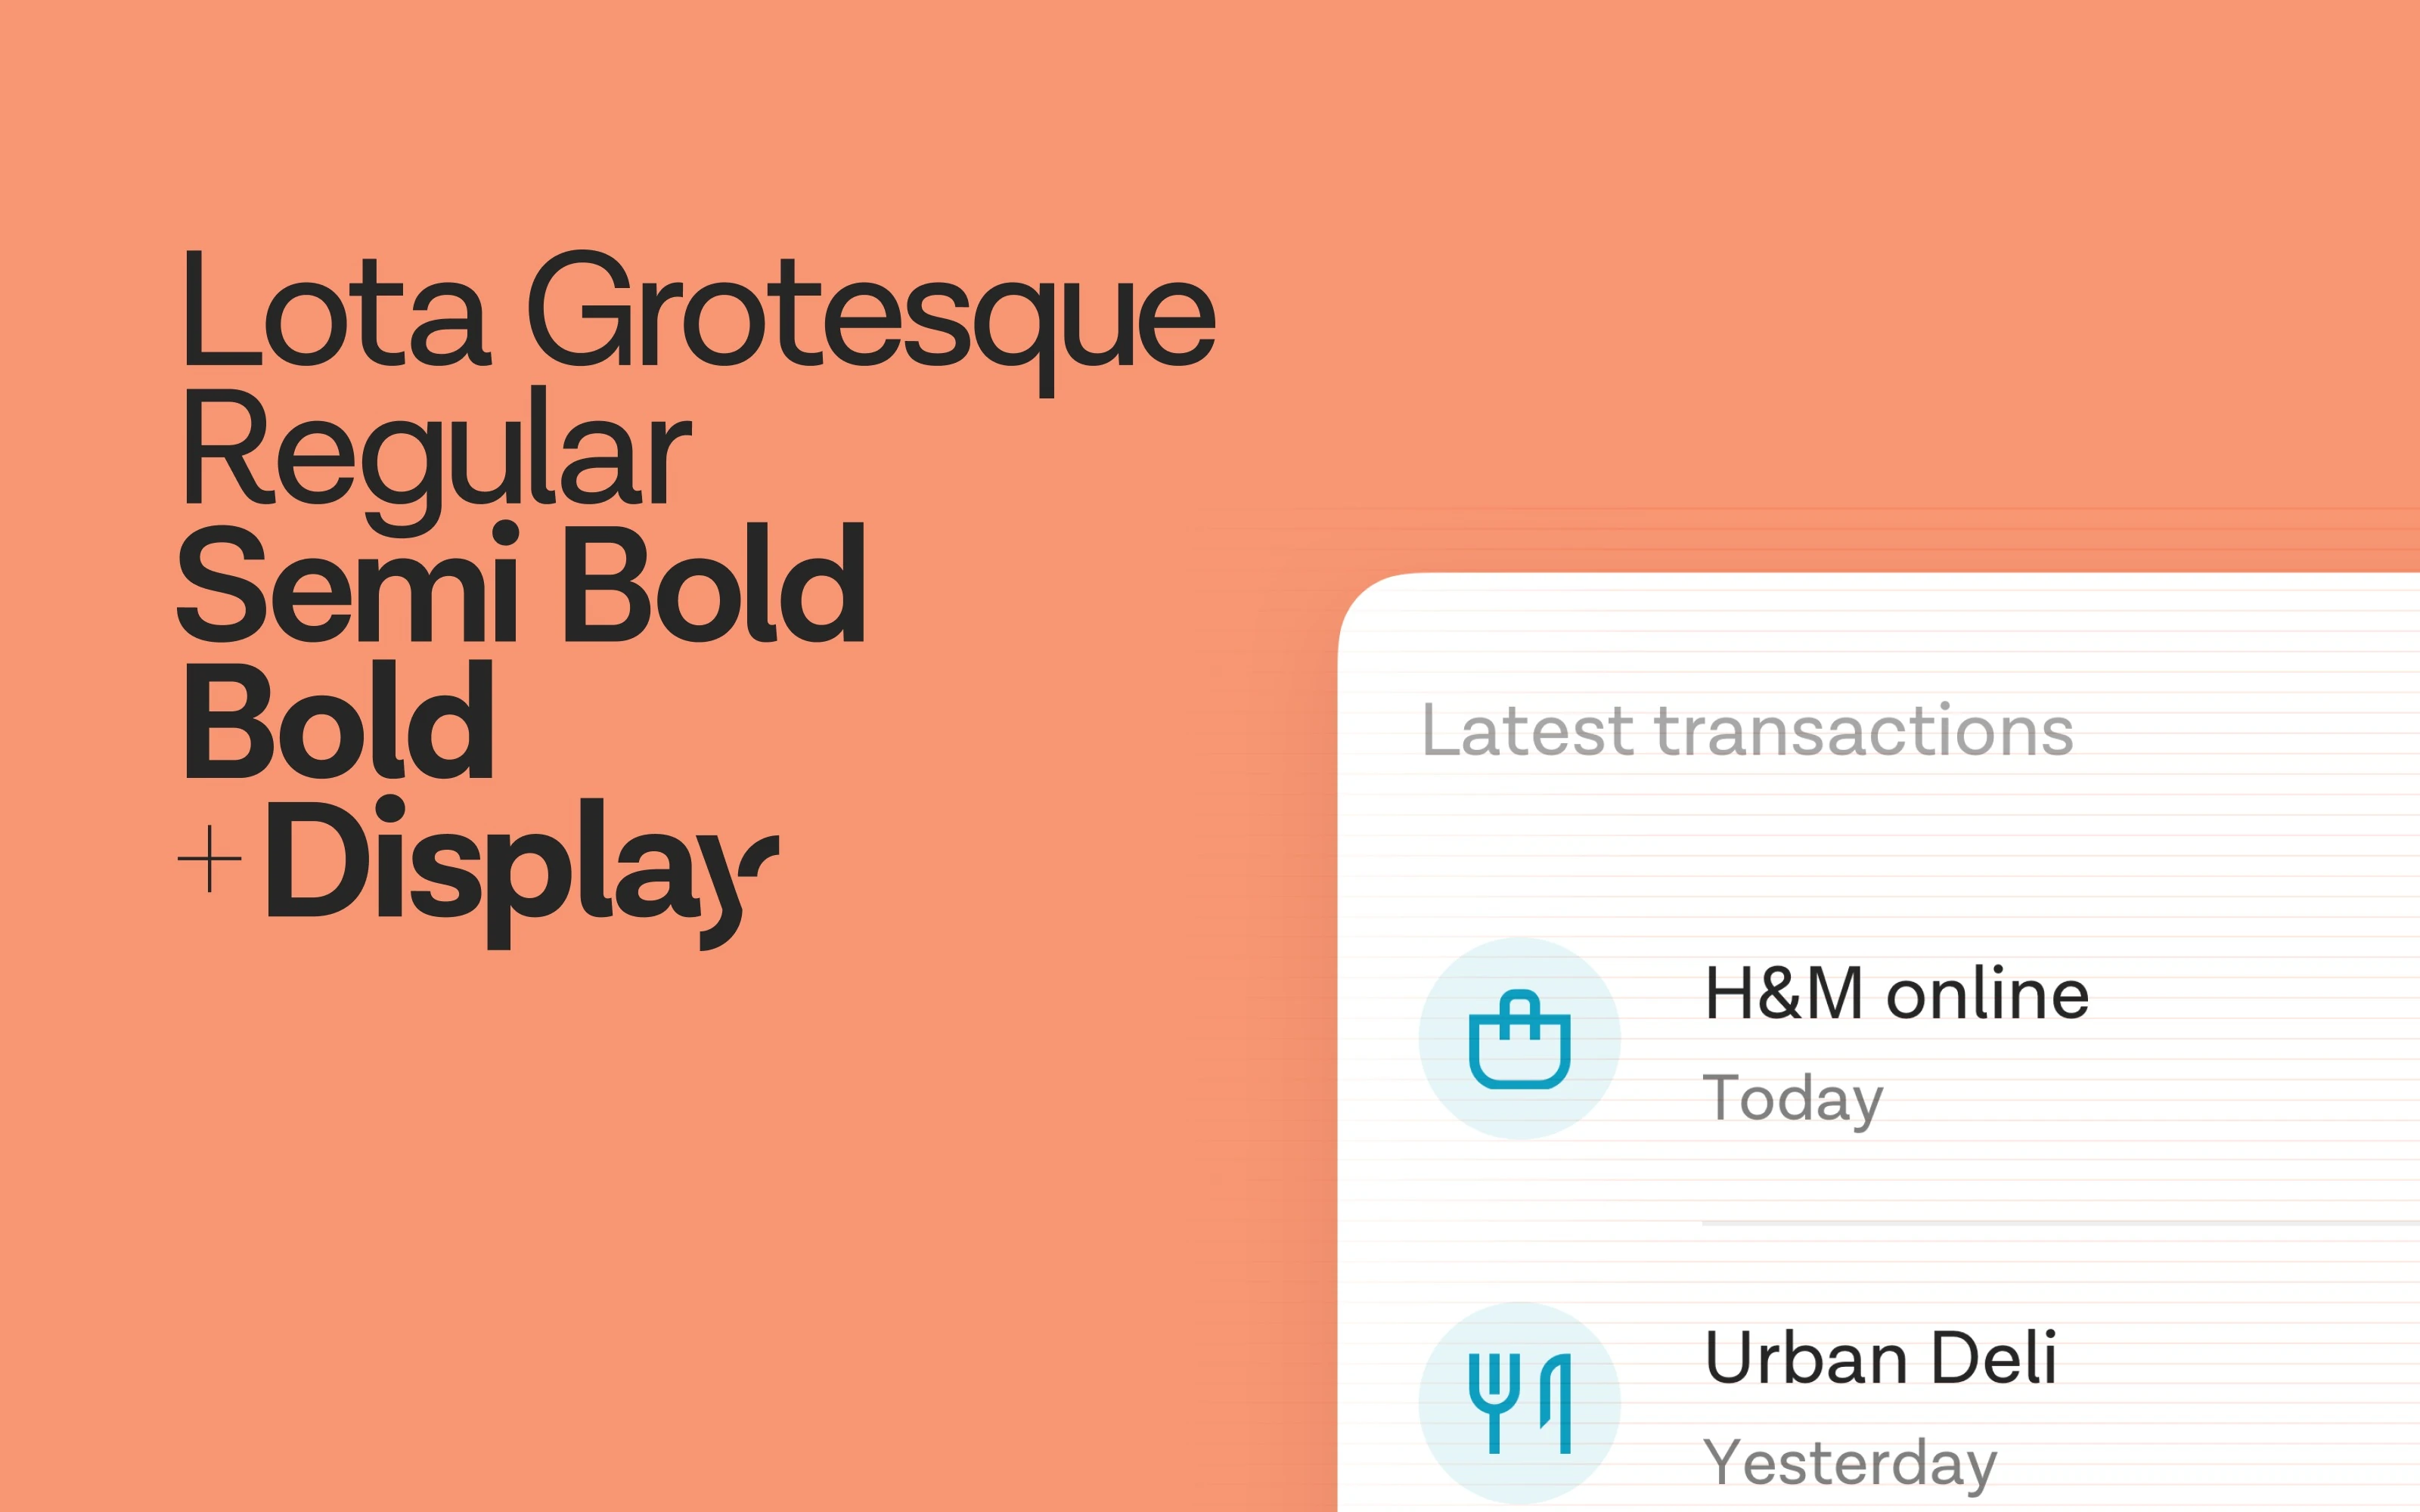 Lota Grotesque
Regular
Semi Bold
Bold
+ Display
Latest transactions
H&M online
Today
Urban Deli
Yesterday